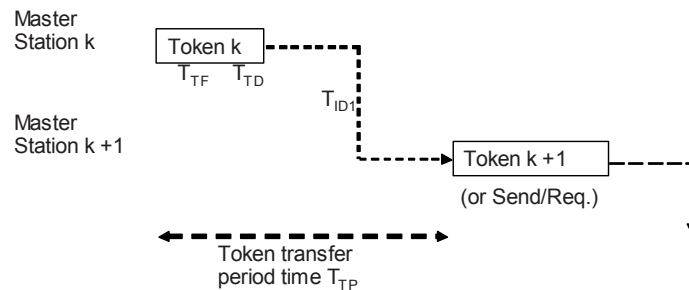 Master
Station k
Token k
T_TF T_TD
T_ID1
Master
Station k +1
Token k +1
(or Send/Req.)
Token transfer
period time T_TP